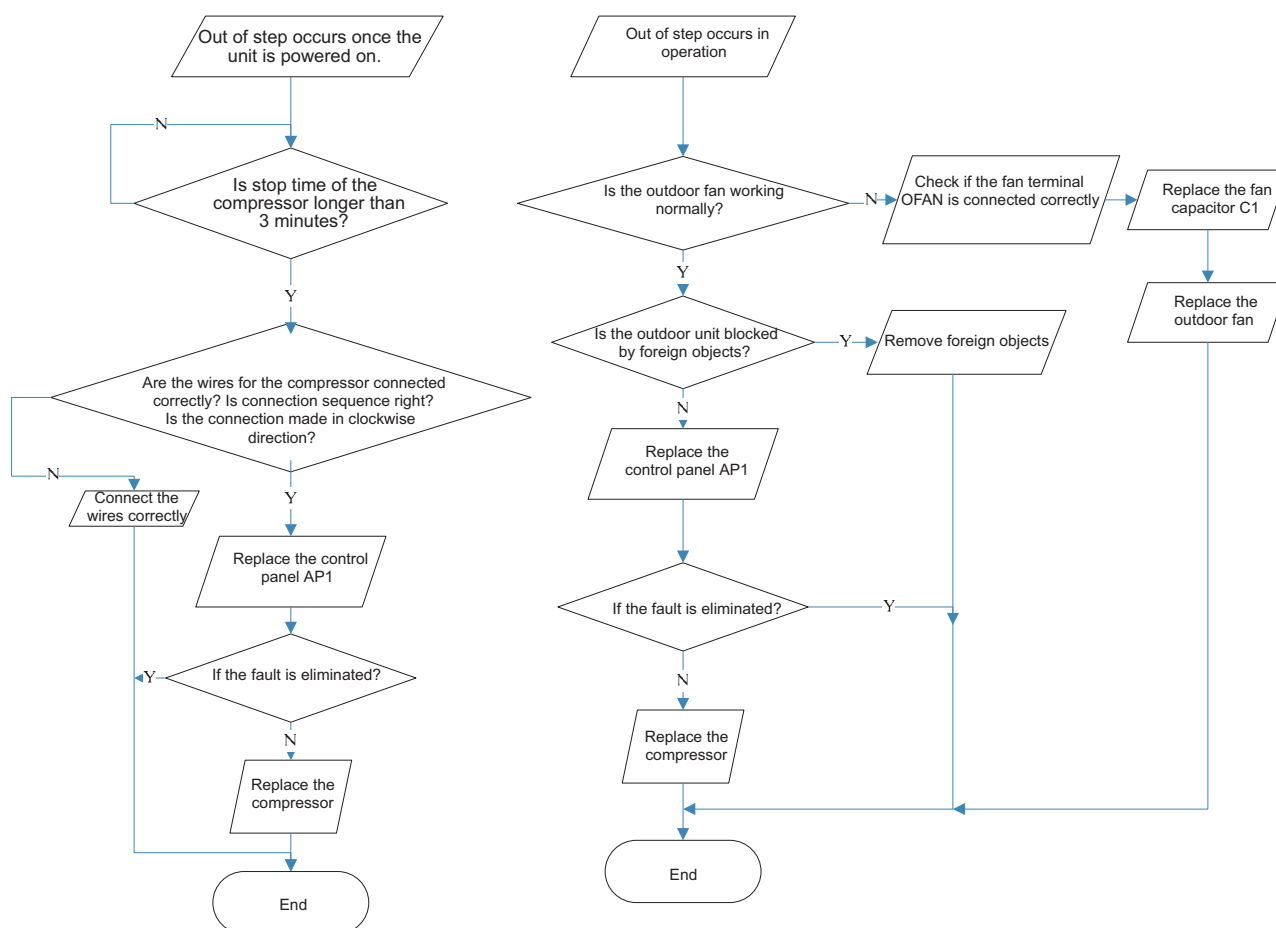 Out of step occurs once the
unit is powered on.
N
Is stop time of the
compressor longer than
3 minutes?
Y
Are the wires for the compressor connected
correctly? Is connection sequence right?
Is the connection made in clockwise
direction?
N
Connect the
wires correctly
Y
Replace the control
panel AP1
If the fault is eliminated?
Y
N
Replace the
compressor
End
Out of step occurs in
operation
Is the outdoor fan working
normally?
N
Check if the fan terminal
OFAN is connected correctly
Replace the fan
capacitor C1
Replace the
outdoor fan
Y
Is the outdoor unit blocked
by foreign objects?
Y
Remove foreign objects
N
Replace the
control panel AP1
If the fault is eliminated?
Y
N
Replace the
compressor
End